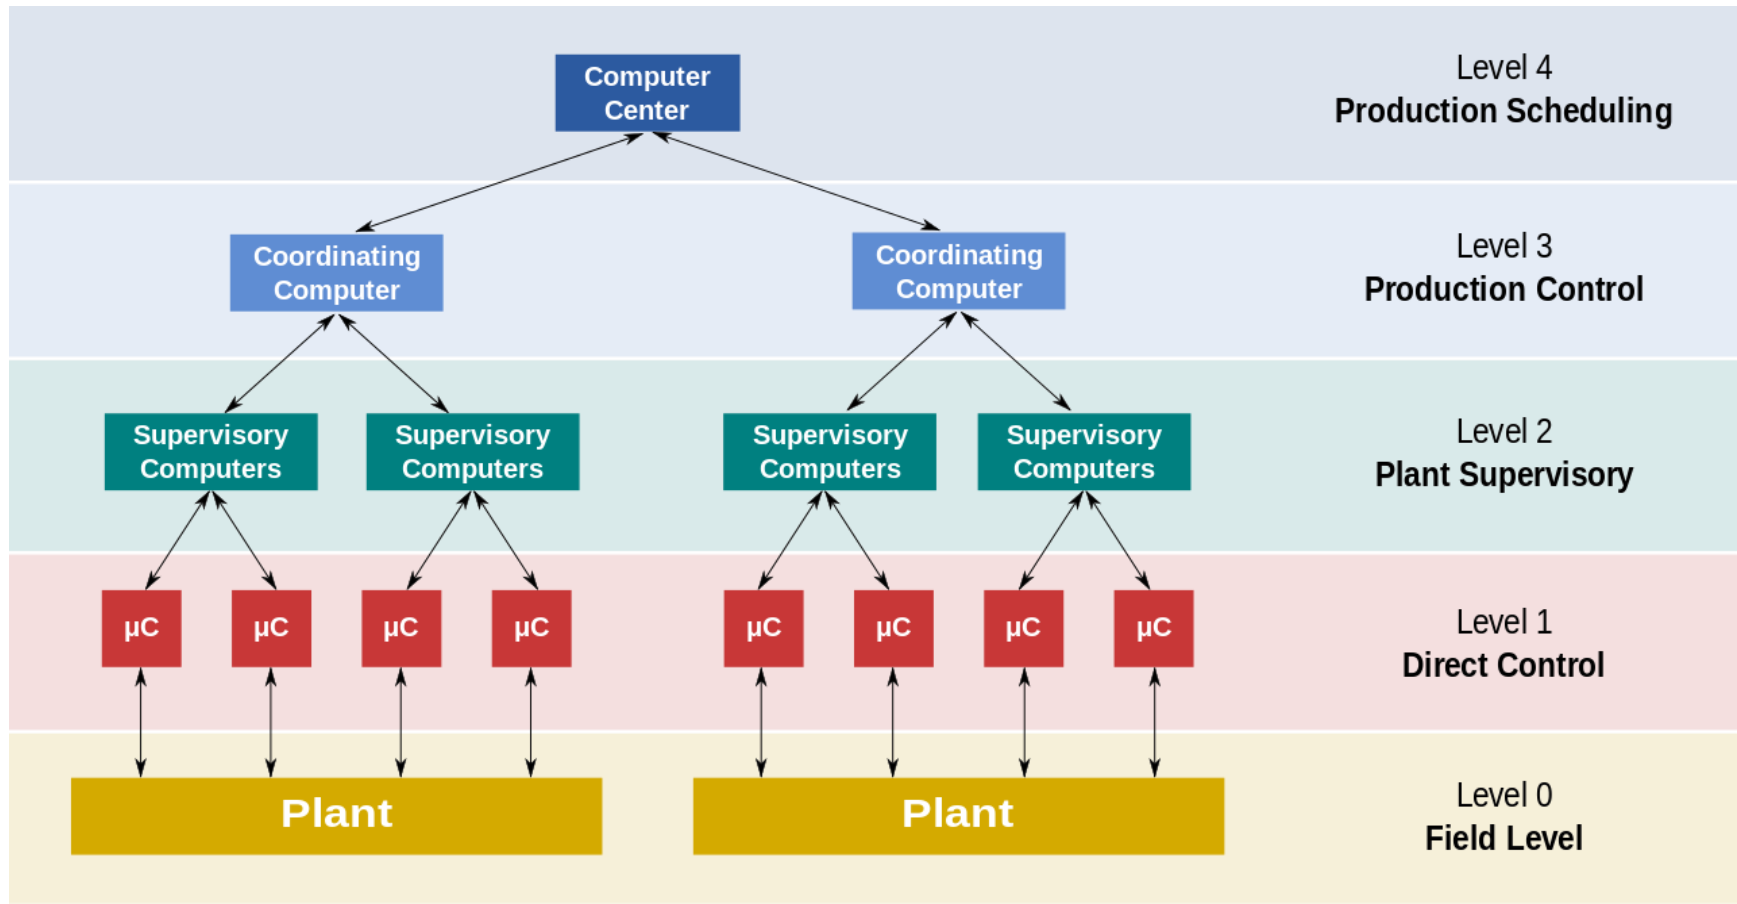 Computer
Center
Level 4
Production Scheduling
Coordinating
Computer
Coordinating
Computer
Level 3
Production Control
Supervisory
Computers
Supervisory
Computers
Supervisory
Computers
Supervisory
Computers
Level 2
Plant Supervisory
µC
µC
µC
µC
µC
µC
µC
µC
Level 1
Direct Control
Plant
Plant
Level 0
Field Level